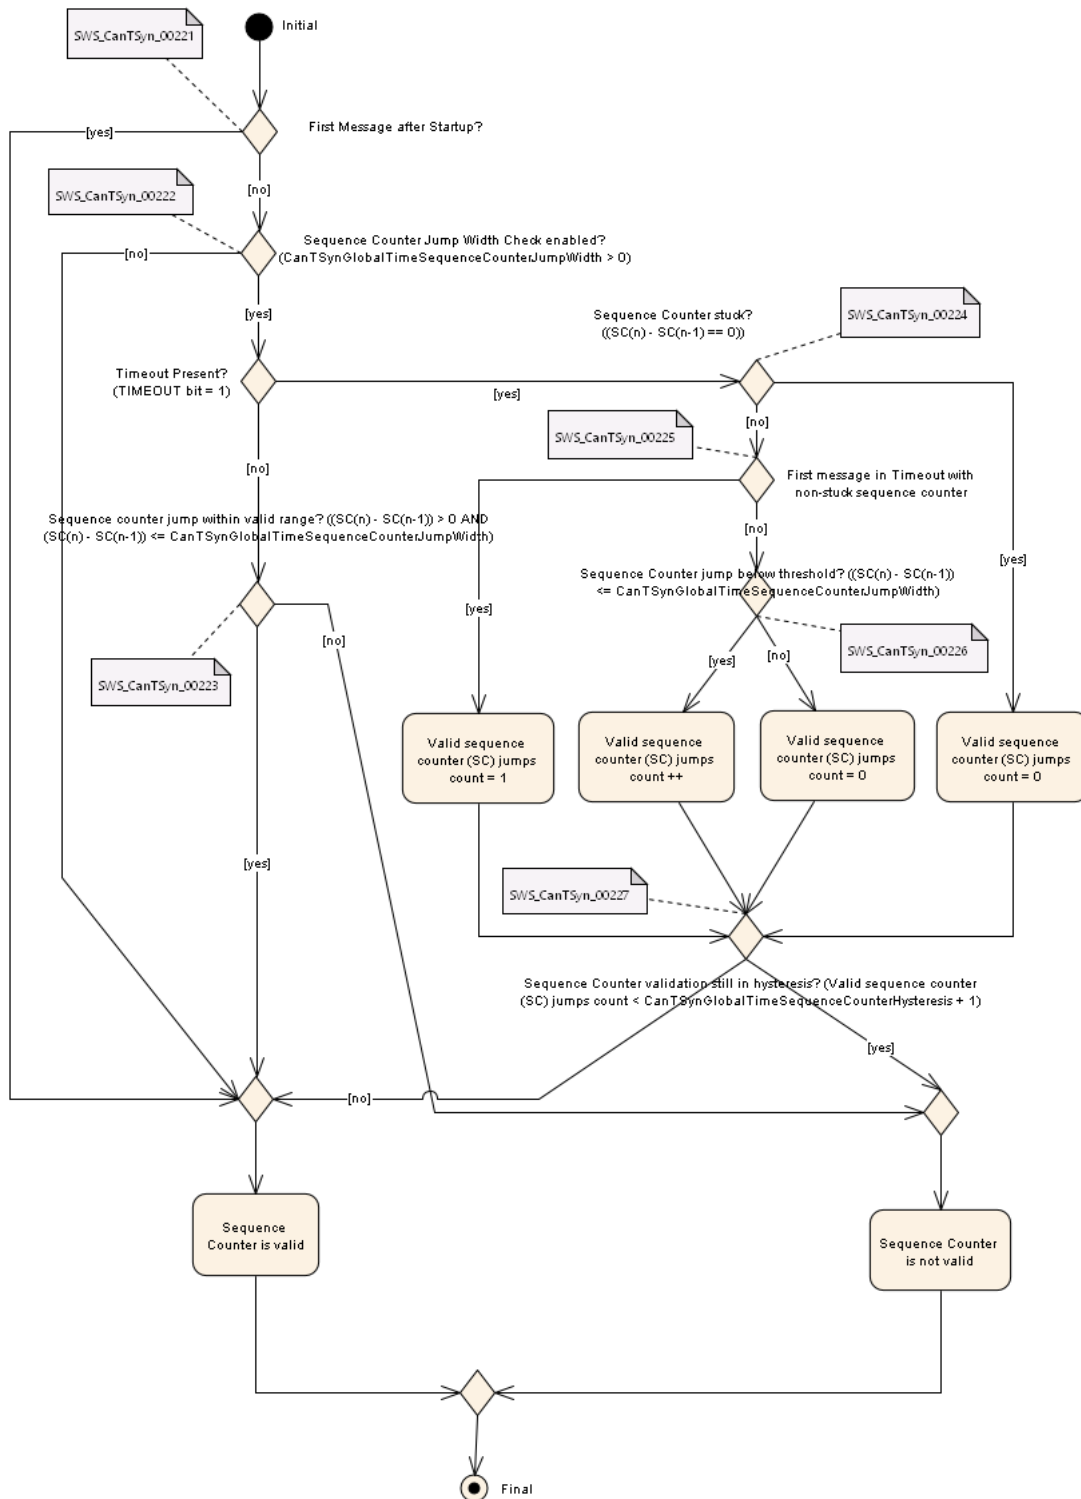 Initial
SWS_CanTSyn_00221
[yes]
First Message after Startup?
[no]
SWS_CanTSyn_00222
[no]
Sequence Counter Jump Width Check enabled?
(CanTSynGlobalTimeSequenceCounterJumpWidth > 0)
[yes]
Sequence Counter stuck?
((SC(n) - SC(n-1) == 0))
SWS_CanTSyn_00224
Timeout Present?
(TIMEOUT bit = 1)
[yes]
[no]
SWS_CanTSyn_00225
[no]
First message in Timeout with
non-stuck sequence counter
Sequence counter jump within valid range? ((SC(n) - SC(n-1)) > 0 AND
(SC(n) - SC(n-1)) <= CanTSynGlobalTimeSequenceCounterJumpWidth)
[no]
[yes]
Sequence Counter jump below threshold? ((SC(n) - SC(n-1))
<= CanTSynGlobalTimeSequenceCounterJumpWidth)
[yes]
[no]
SWS_CanTSyn_00223
[yes]
[no]
SWS_CanTSyn_00226
Valid sequence
counter (SC) jumps
count = 1
Valid sequence
counter (SC) jumps
count ++
Valid sequence
counter (SC) jumps
count = 0
Valid sequence
counter (SC) jumps
count = 0
[yes]
SWS_CanTSyn_00227
Sequence Counter validation still in hysteresis? (Valid sequence counter
(SC) jumps count < CanTSynGlobalTimeSequenceCounterHysteresis + 1)
[yes]
[no]
Sequence
Counter is valid
Sequence Counter
is not valid
Final